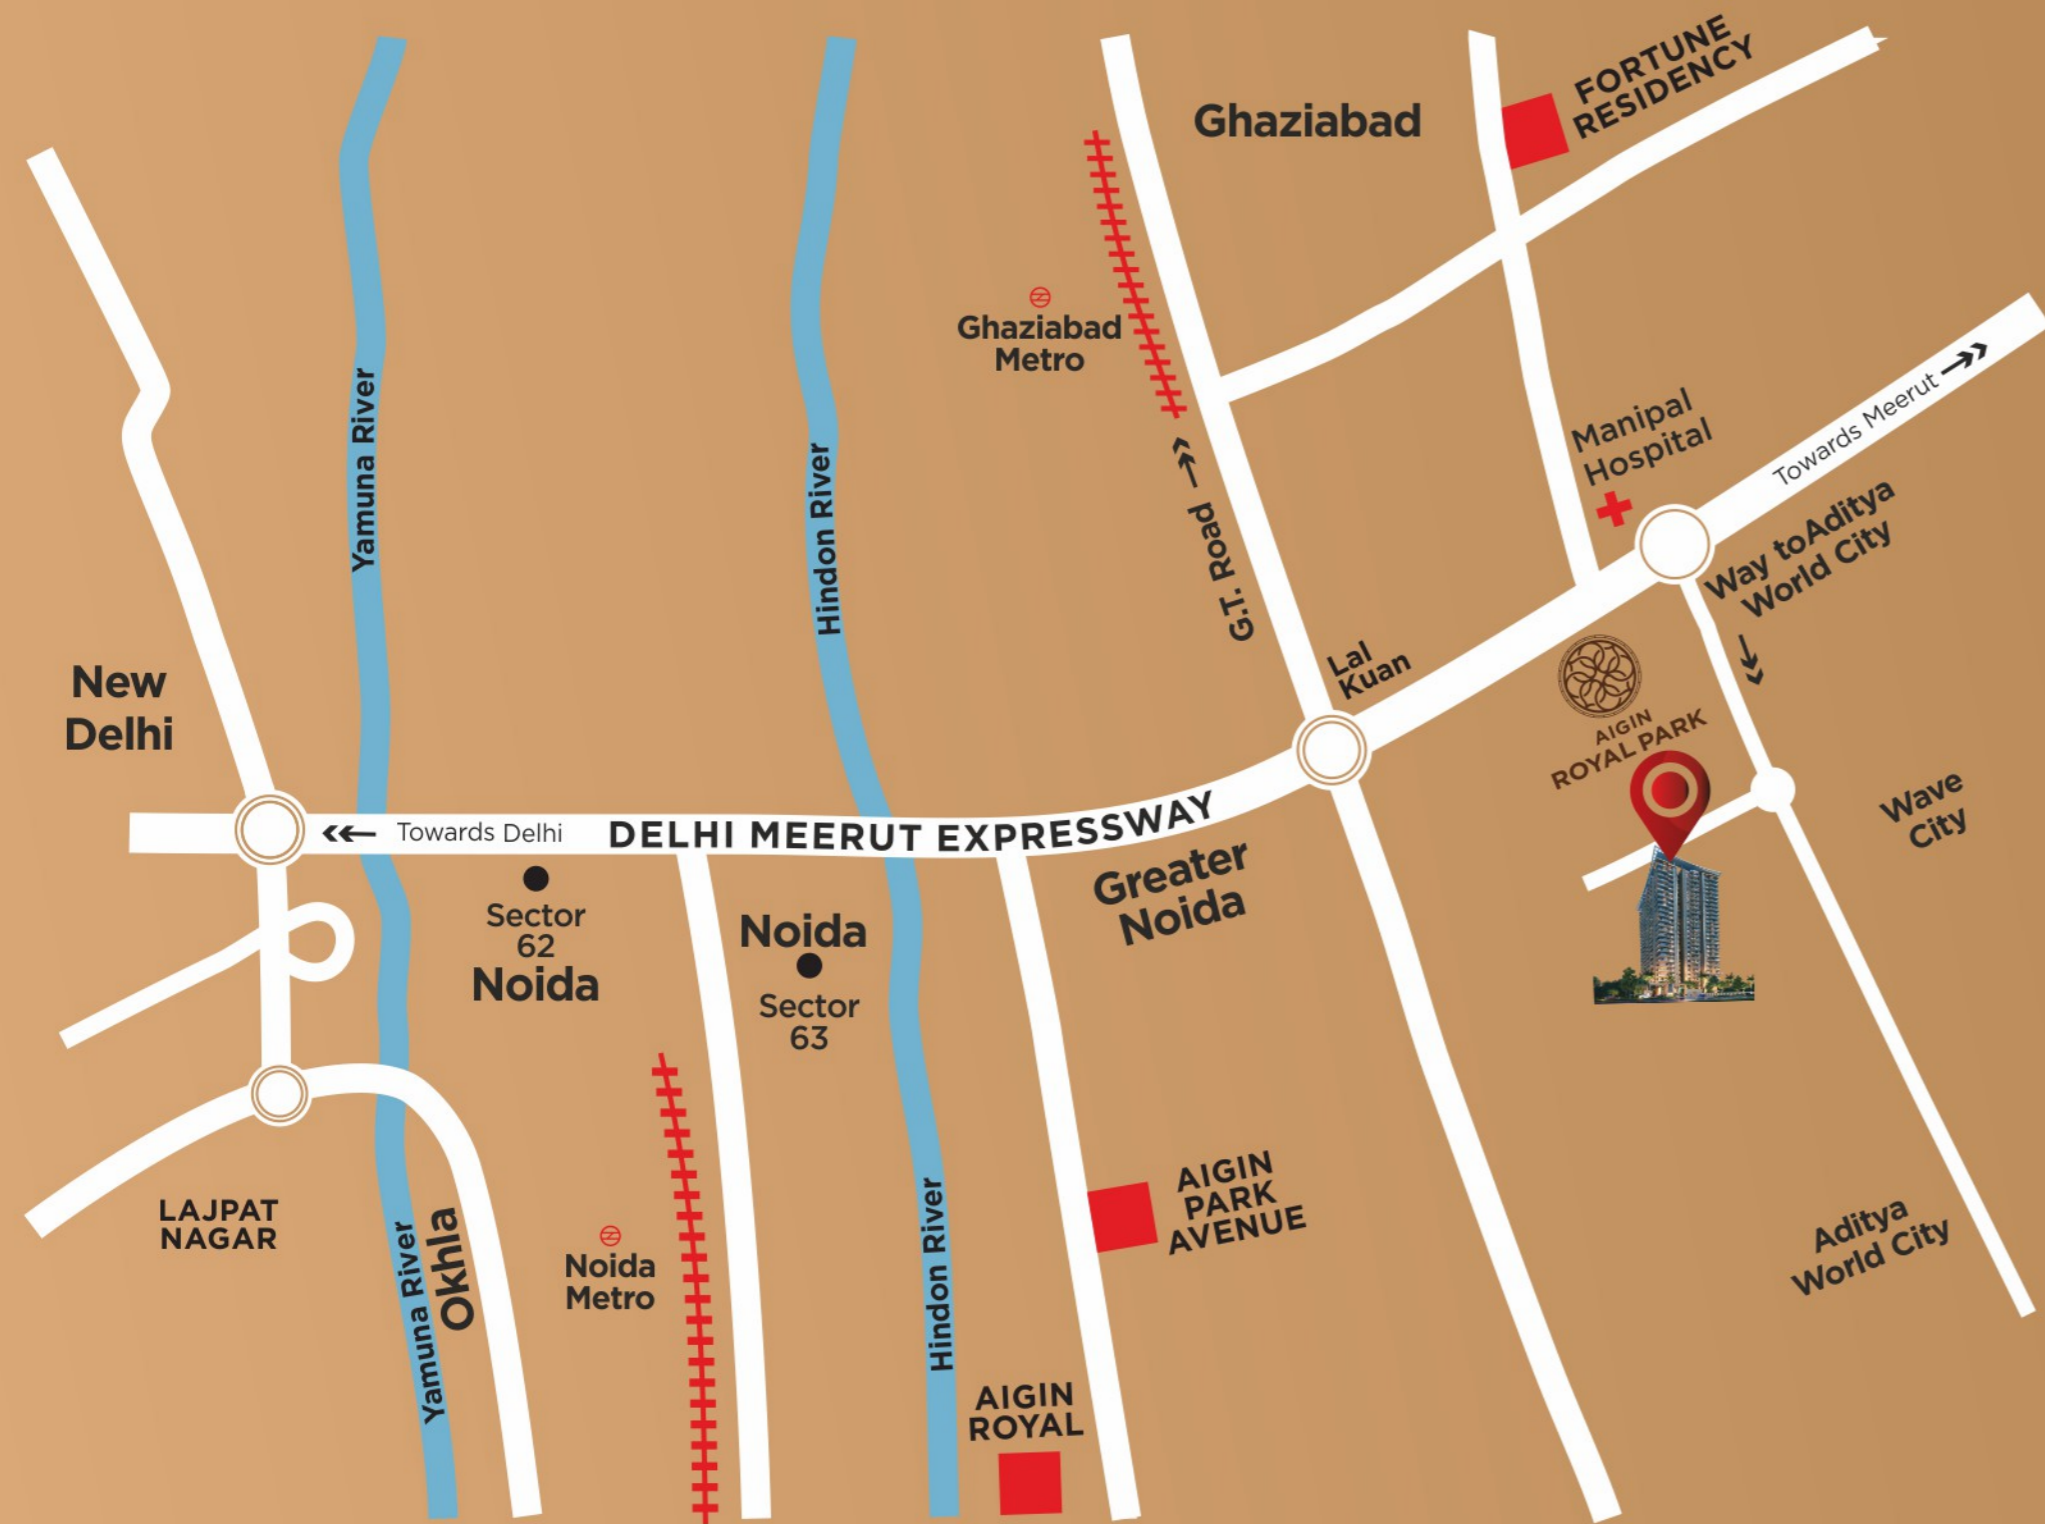 FORTUNE
RESIDENCY
Ghaziabad
Ghaziabad
Metro
Yamuna River
Hindon River
G.T. Road
Manipal
Hospital
Towards Meerut
Way toAditya
World City
New
Delhi
Lal
Kuan
AIGIN
ROYAL PARK
Wave
City
Towards Delhi
DELHI MEERUT EXPRESSWAY
Greater
Noida
Sector
62
Noida
Noida
Sector
63
LAJPAT
NAGAR
Yamuna River
Okhla
Noida
Metro
Hindon River
AIGIN
PARK
AVENUE
Aditya
World City
AIGIN
ROYAL